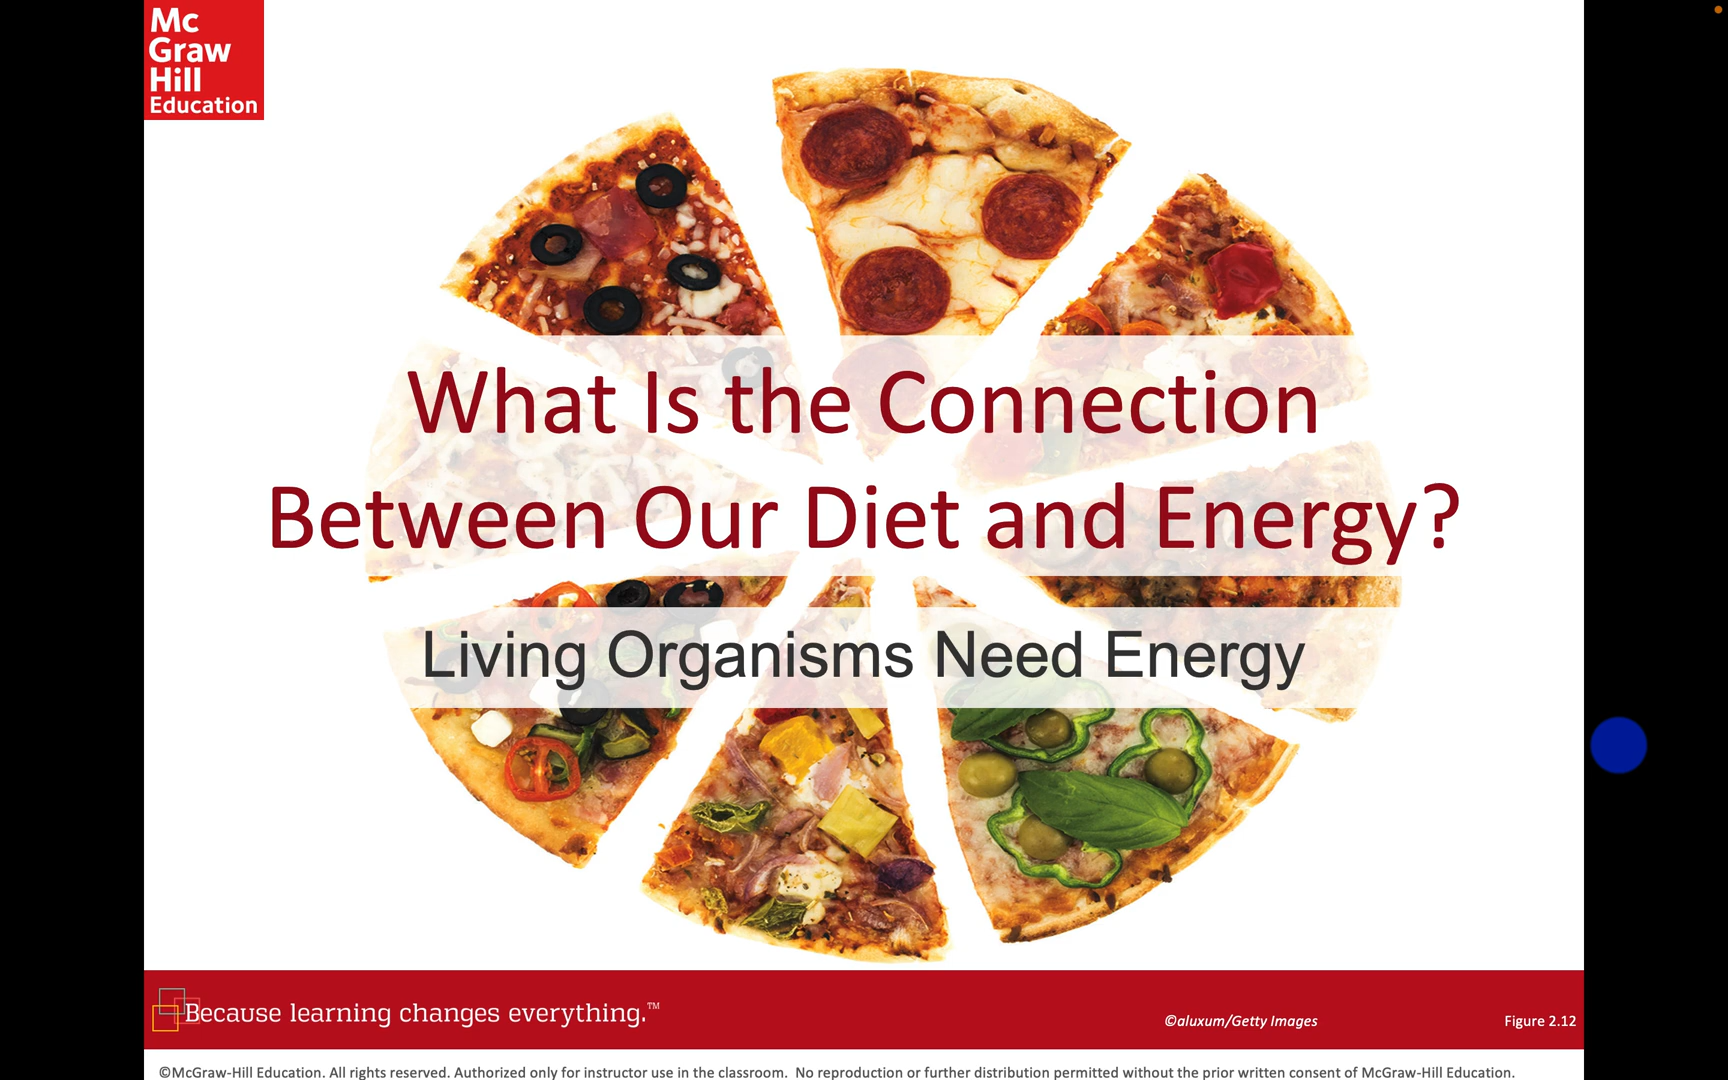 Mc
Graw
Hill
Education
What Is the Connection
Between Our Diet and Energy?
Living Organisms Need Energy
Because learning changes everything.™
©aluxum/Getty Images
Figure 2.12
©McGraw-Hill Education. All rights reserved. Authorized only for instructor use in the classroom.  No reproduction or further distribution permitted without the prior written consent of McGraw-Hill Education.